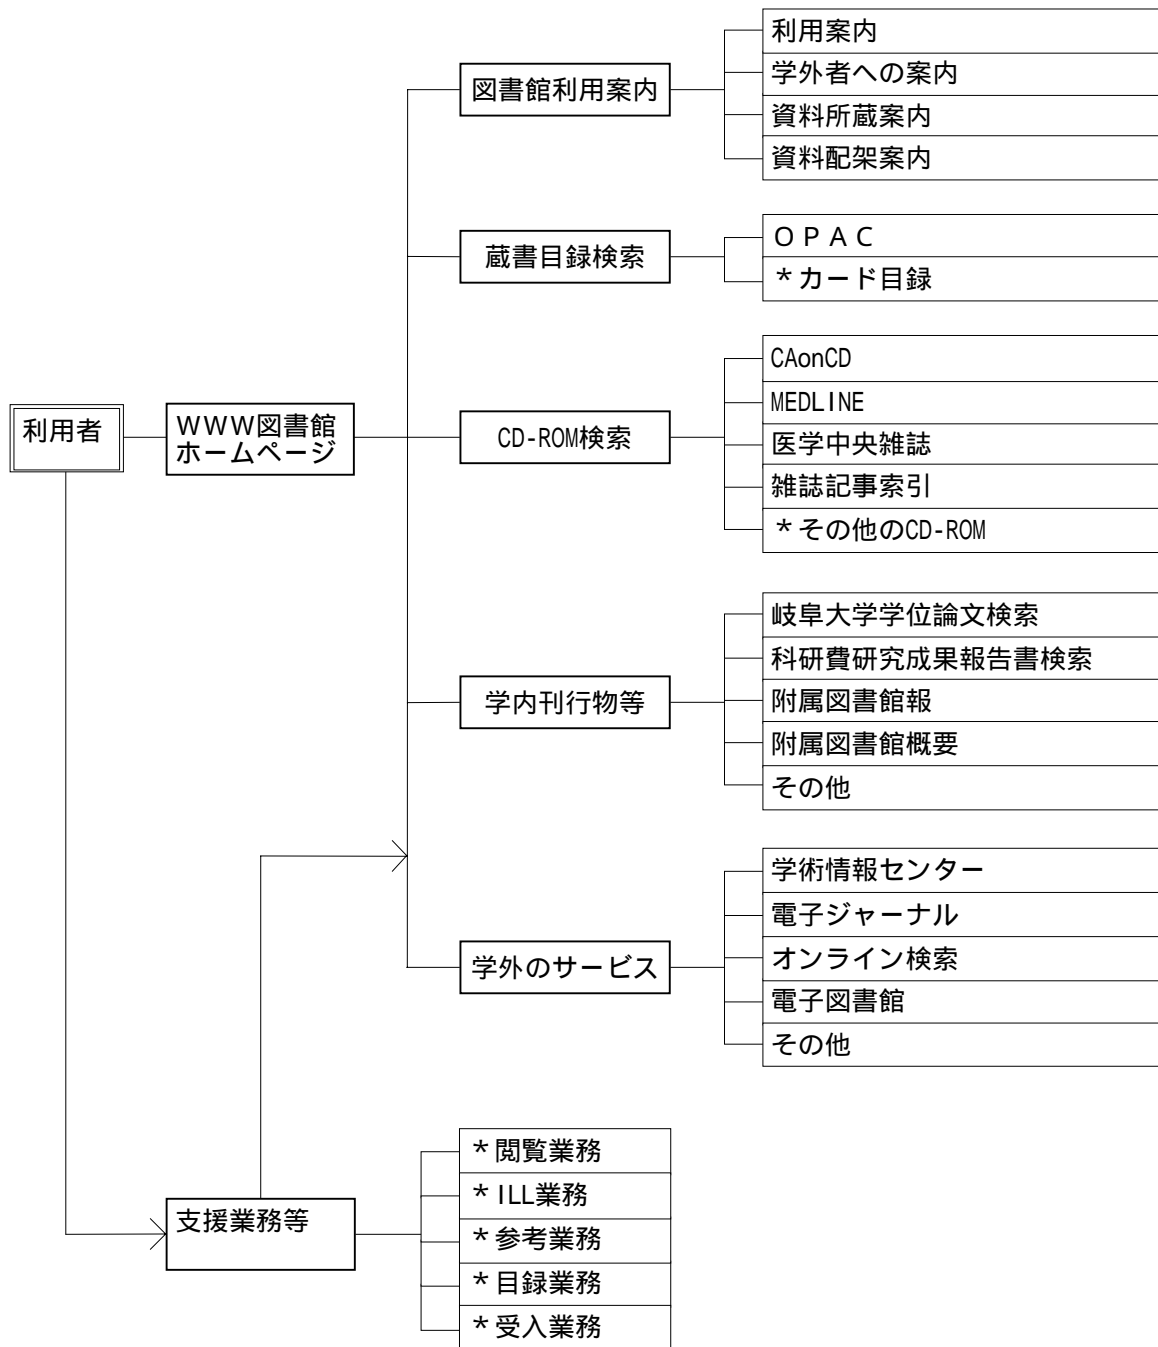 利用者
WWW図書館
ホームページ
図書館利用案内
利用案内
学外者への案内
資料所蔵案内
資料配架案内
蔵書目録検索
OPAC
*カード目録
CD-ROM検索
CAonCD
MEDLINE
医学中央雑誌
雑誌記事索引
*その他のCD-ROM
学内刊行物等
岐阜大学学位論文検索
科研費研究成果報告書検索
附属図書館報
附属図書館概要
その他
学外のサービス
学術情報センター
電子ジャーナル
オンライン検索
電子図書館
その他
支援業務等
*閲覧業務
*ILL業務
*参考業務
*目録業務
*受入業務